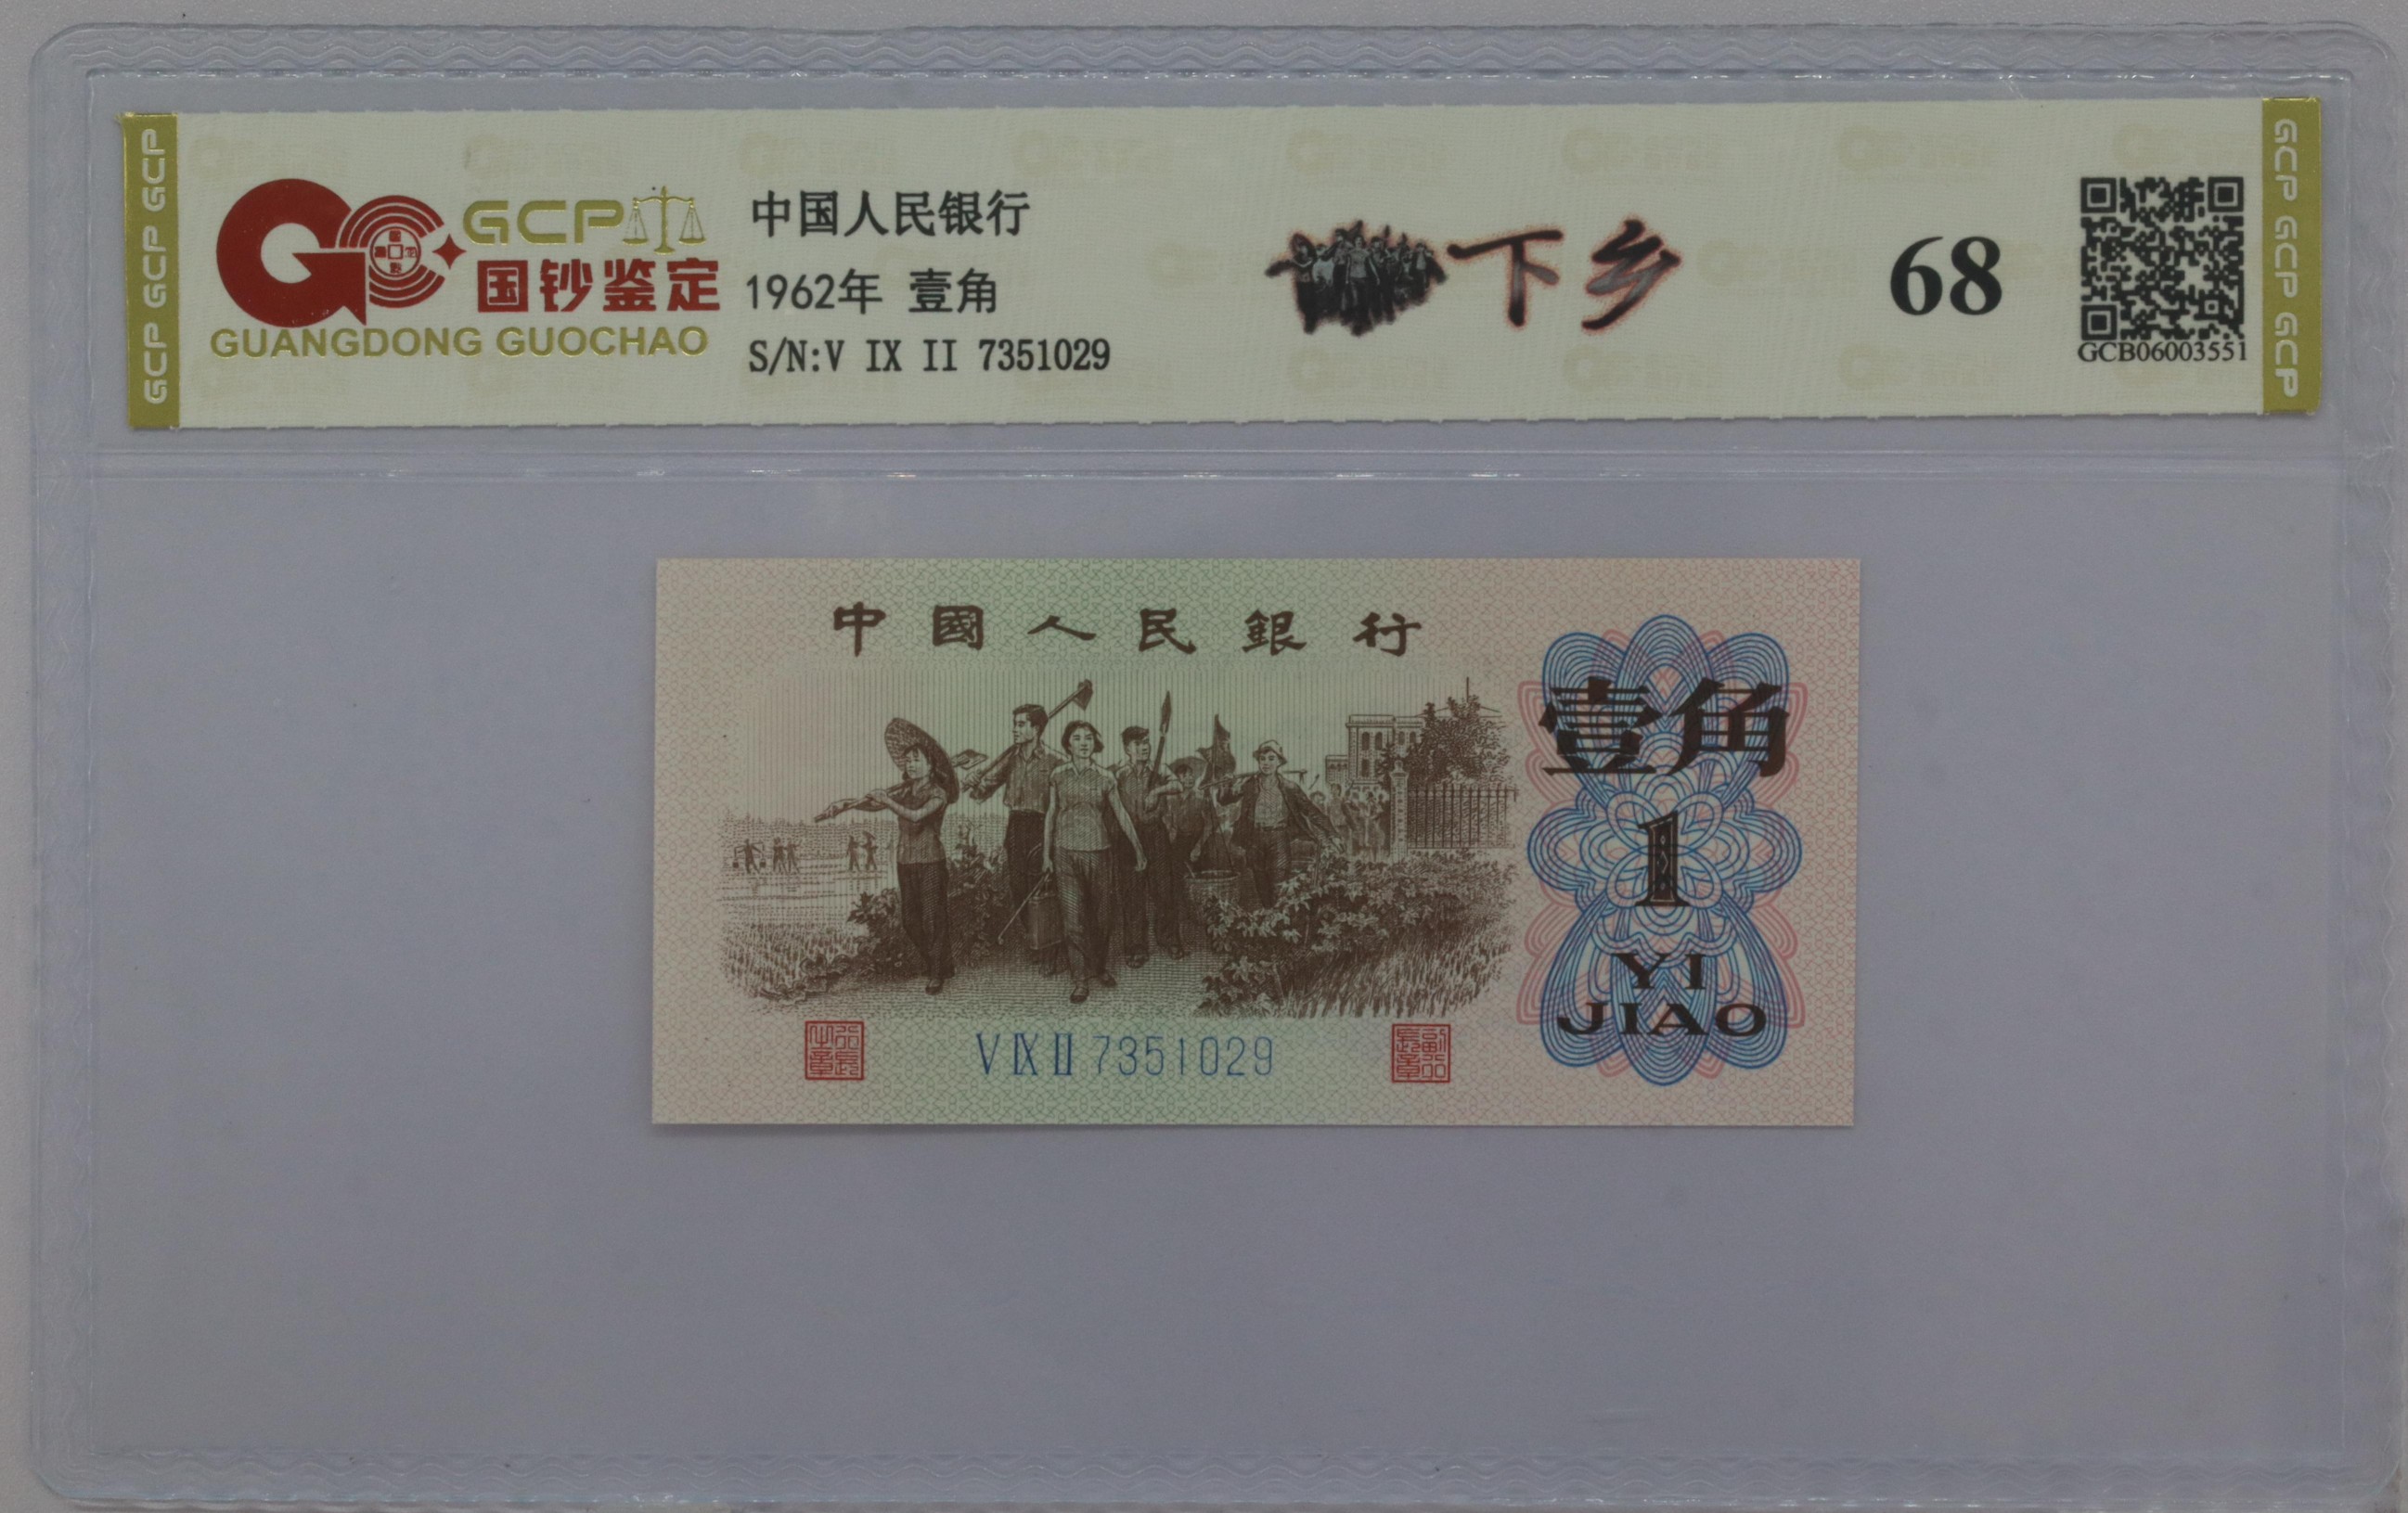 GCP GCP GCP
GCP
国钞鉴定
GUANGDONG GUOCHAO
中国人民银行
1962年 壹角
S/N:V IX II 7351029
下乡
68
GCB06003551
GCP GCP GCP
中國人民銀行
壹角
1
YI
JIAO
V IX II 7351029